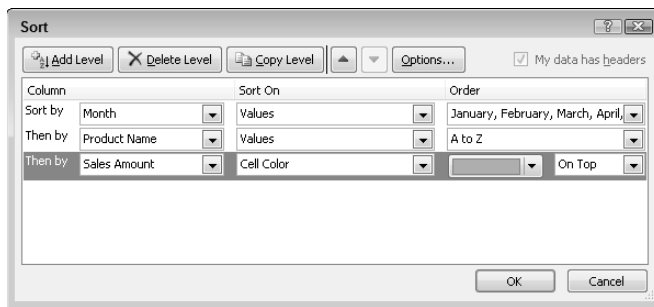 Sort
Add Level Delete Level Copy Level Options... My data has headers
Column Sort On Order
Sort by Month Values January, February, March, April,
Then by Product Name Values A to Z
Then by Sales Amount Cell Color On Top
OK Cancel